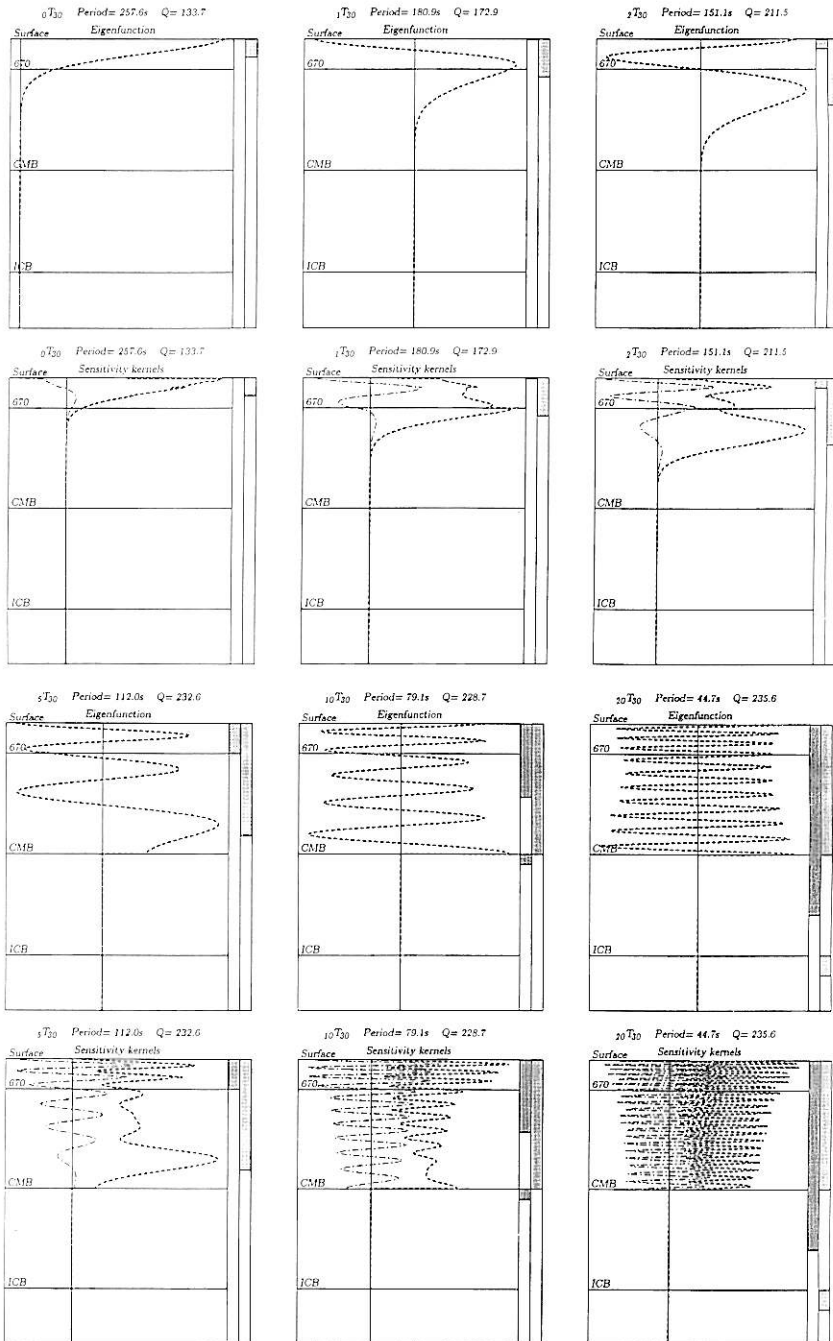 0T30 Period= 257.6s Q= 133.7
Eigenfunction
Surface
670
CMB
ICB
1T30 Period= 180.9s Q= 172.9
Eigenfunction
Surface
670
CMB
ICB
2T30 Period= 151.1s Q= 211.5
Eigenfunction
Surface
670
CMB
ICB
0T30 Period= 257.6s Q= 133.7
Sensitivity kernels
Surface
670
CMB
ICB
1T30 Period= 180.9s Q= 172.9
Sensitivity kernels
Surface
670
CMB
ICB
2T30 Period= 151.1s Q= 211.5
Sensitivity kernels
Surface
670
CMB
ICB
5T30 Period= 112.0s Q= 232.6
Eigenfunction
Surface
670
CMB
ICB
10T30 Period= 79.1s Q= 228.7
Eigenfunction
Surface
670
CMB
ICB
20T30 Period= 44.7s Q= 235.6
Eigenfunction
Surface
670
CMB
ICB
5T30 Period= 112.0s Q= 232.6
Sensitivity kernels
Surface
670
CMB
ICB
10T30 Period= 79.1s Q= 228.7
Sensitivity kernels
Surface
670
CMB
ICB
20T30 Period= 44.7s Q= 235.6
Sensitivity kernels
Surface
670
CMB
ICB